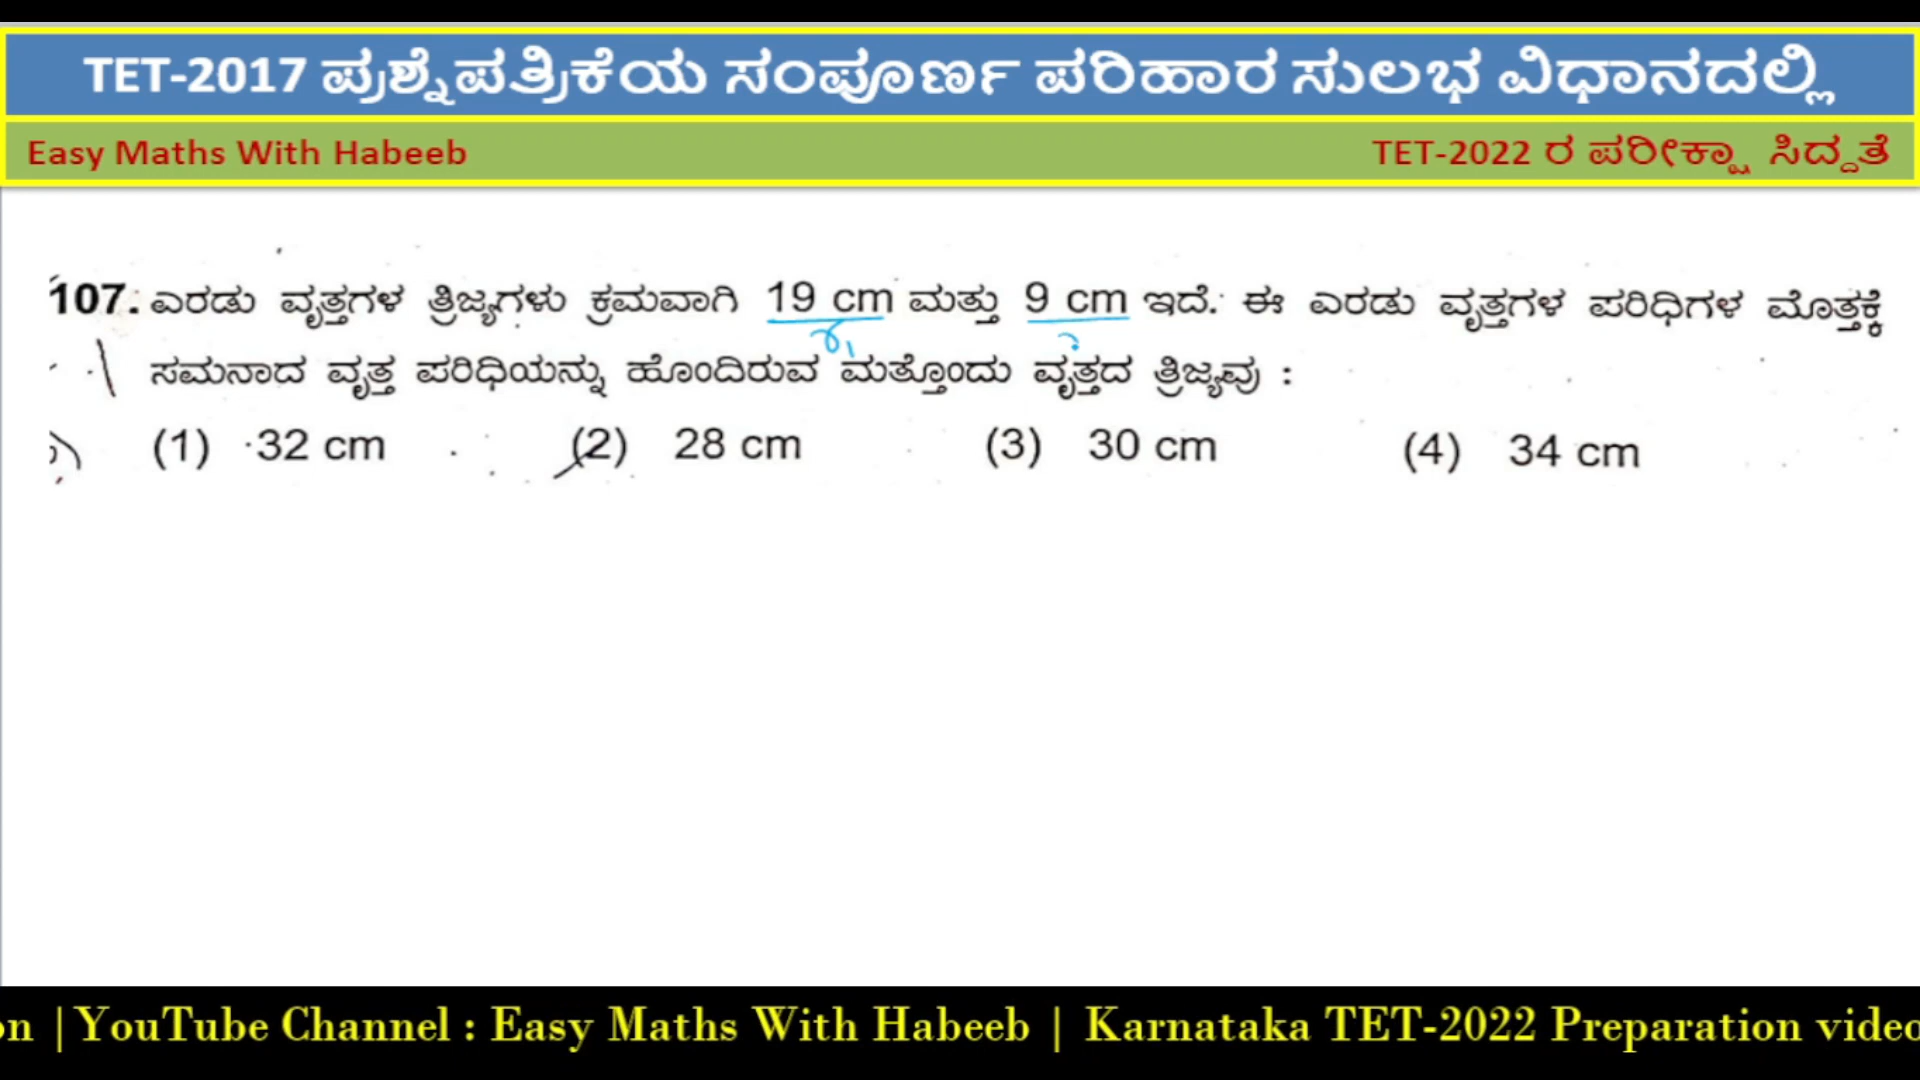 TET-2017 ಪ್ರಶ್ನೆಪತ್ರಿಕೆಯ ಸಂಪೂರ್ಣ ಪರಿಹಾರ ಸುಲಭ ವಿಧಾನದಲ್ಲಿ
Easy Maths With Habeeb
TET-2022 ರ ಪರೀಕ್ಷಾ ಸಿದ್ದತೆ
107. ಎರಡು ವೃತ್ತಗಳ ತ್ರಿಜ್ಯಗಳು ಕ್ರಮವಾಗಿ 19 cm ಮತ್ತು 9 cm ಇದೆ. ಈ ಎರಡು ವೃತ್ತಗಳ ಪರಿಧಿಗಳ ಮೊತ್ತಕ್ಕೆ
ಸಮನಾದ ವೃತ್ತ ಪರಿಧಿಯನ್ನು ಹೊಂದಿರುವ ಮತ್ತೊಂದು ವೃತ್ತದ ತ್ರಿಜ್ಯವು :
(1) 32 cm (2) 28 cm (3) 30 cm (4) 34 cm
| YouTube Channel : Easy Maths With Habeeb | Karnataka TET-2022 Preparation